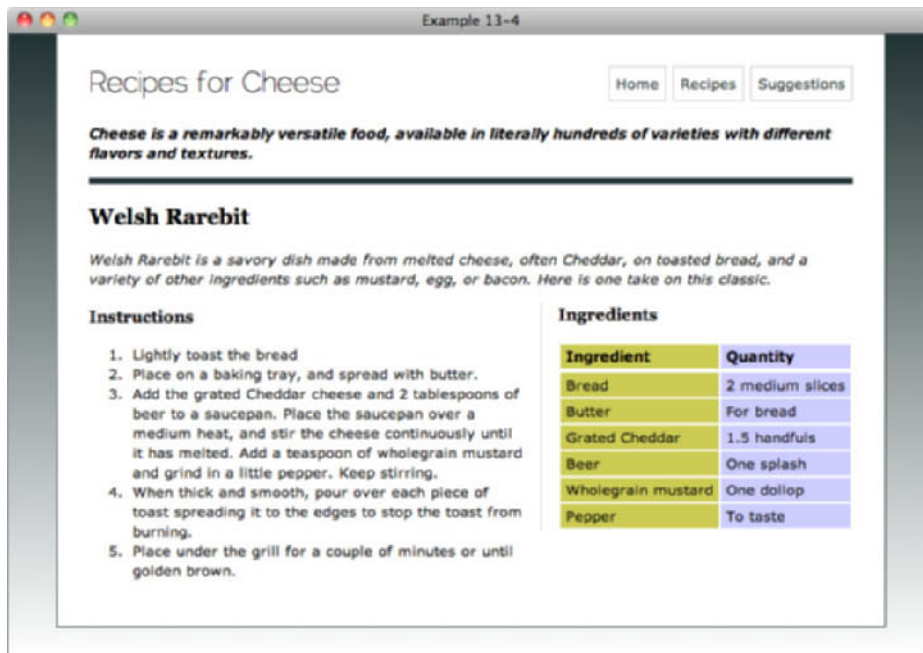 Example 13-4
Recipes for Cheese
Home Recipes Suggestions
Cheese is a remarkably versatile food, available in literally hundreds of varieties with different
flavors and textures.
Welsh Rarebit
Welsh Rarebit is a savory dish made from melted cheese, often Cheddar, on toasted bread, and a
variety of other ingredients such as mustard, egg, or bacon. Here is one take on this classic.
Instructions
1. Lightly toast the bread
2. Place on a baking tray, and spread with butter.
3. Add the grated Cheddar cheese and 2 tablespoons of
beer to a saucepan. Place the saucepan over a
medium heat, and stir the cheese continuously until
it has melted. Add a teaspoon of wholegrain mustard
and grind in a little pepper. Keep stirring.
4. When thick and smooth, pour over each piece of
toast spreading it to the edges to stop the toast from
burning.
5. Place under the grill for a couple of minutes or until
golden brown.
Ingredients
Ingredient Quantity
Bread 2 medium slices
Butter For bread
Grated Cheddar 1.5 handfuls
Beer One splash
Wholegrain mustard One dollop
Pepper To taste